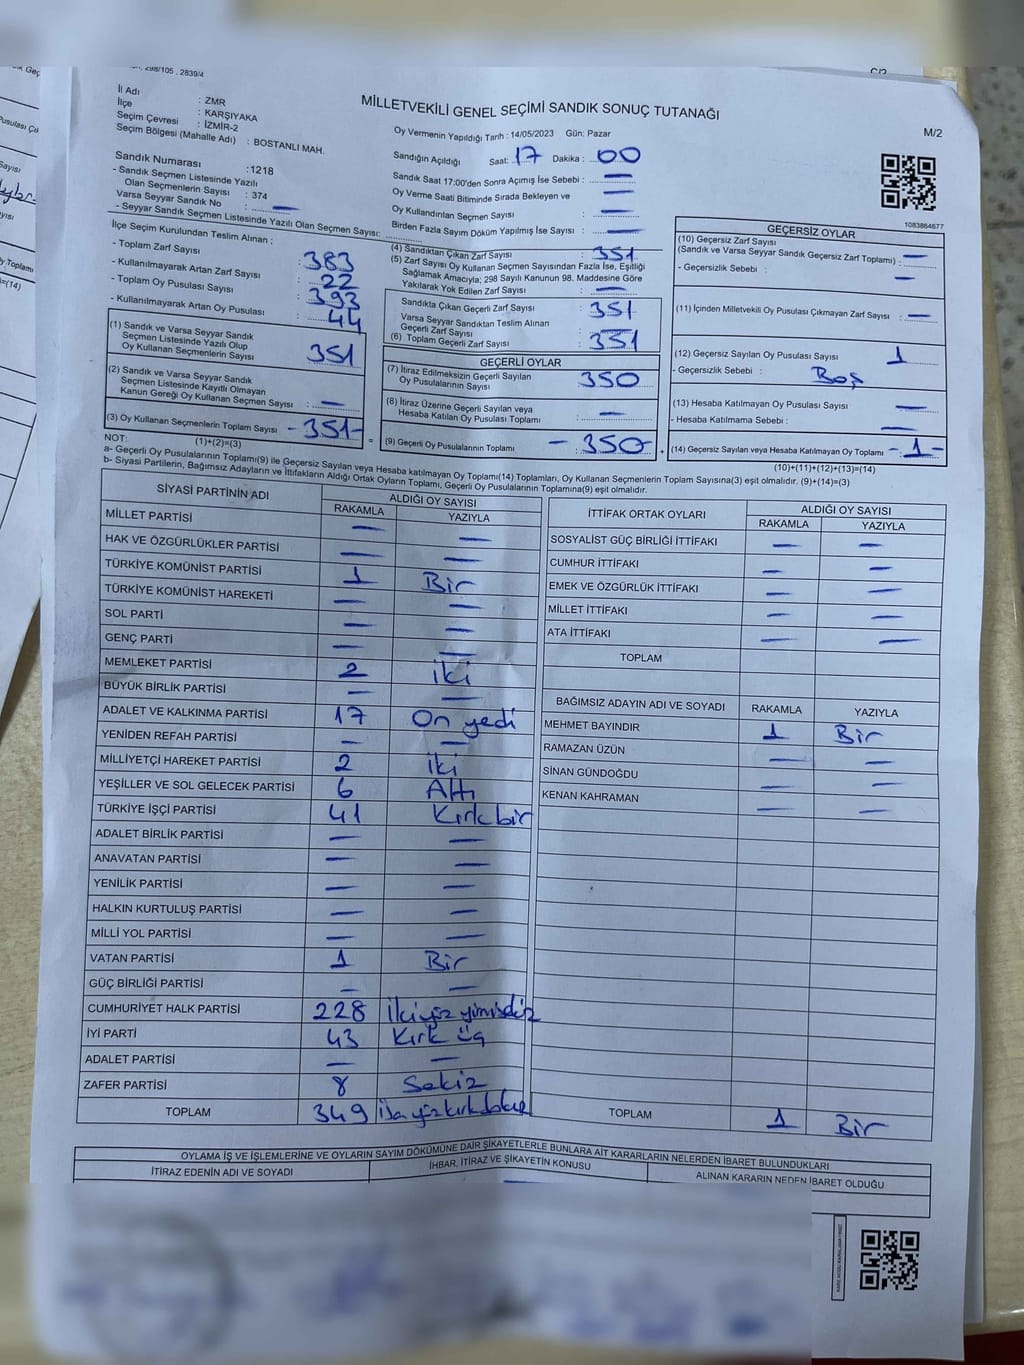 298/105 . 2839/4
MİLLETVEKİLİ GENEL SEÇİMİ SANDIK SONUÇ TUTANAĞI
M/2
İl Adı : ZMR
İlçe : KARŞIYAKA
Seçim Çevresi : İZMİR-2
Seçim Bölgesi (Mahalle Adı) : BOSTANLI MAH.
Oy Vermenin Yapıldığı Tarih : 14/05/2023 Gün: Pazar
Sandığın Açıldığı Saat: 17 Dakika : 00
Sandık Saat 17:00'den Sonra Açımış İse Sebebi : —
Oy Verme Saati Bitiminde Sırada Bekleyen ve
Oy Kullandırılan Seçmen Sayısı : —
Birden Fazla Sayım Döküm Yapılmış İse Sayısı : —
Sandık Numarası : 1218
- Sandık Seçmen Listesinde Yazılı
Olan Seçmenlerin Sayısı : 374
Varsa Seyyar Sandık No : —
- Seyyar Sandık Seçmen Listesinde Yazılı Olan Seçmen Sayısı:
1083864677
İlçe Seçim Kurulundan Teslim Alınan ;
- Toplam Zarf Sayısı : 383
- Kullanılmayarak Artan Zarf Sayısı : 22
- Toplam Oy Pusulası Sayısı : 393
- Kullanılmayarak Artan Oy Pusulası : 44
(1) Sandık ve Varsa Seyyar Sandık
Seçmen Listesinde Yazılı Olup
Oy Kullanan Seçmenlerin Sayısı : 351
(2) Sandık ve Varsa Seyyar Sandık
Seçmen Listesinde Kayıtlı Olmayan
Kanun Gereği Oy Kullanan Seçmen Sayısı : —
(3) Oy Kullanan Seçmenlerin Toplam Sayısı - 351-
(1)+(2)=(3)
(4) Sandıktan Çıkan Zarf Sayısı : 351
(5) Zarf Sayısı Oy Kullanan Seçmen Sayısından Fazla İse, Eşitliği
Sağlamak Amacıyla; 298 Sayılı Kanunun 98. Maddesine Göre
Yakılarak Yok Edilen Zarf Sayısı : —
Sandıkta Çıkan Geçerli Zarf Sayısı : 351
Varsa Seyyar Sandıktan Teslim Alınan
Geçerli Zarf Sayısı : —
(6) Toplam Geçerli Zarf Sayısı : 351
GEÇERLİ OYLAR
(7) İtiraz Edilmeksizin Geçerli Sayılan
Oy Pusulalarının Sayısı : 350
(8) İtiraz Üzerine Geçerli Sayılan veya
Hesaba Katılan Oy Pusulası Toplamı : —
= (9) Geçerli Oy Pusulalarının Toplamı - 350-
GEÇERSİZ OYLAR
(10) Geçersiz Zarf Sayısı
(Sandık ve Varsa Seyyar Sandık Geçersiz Zarf Toplamı) : —
- Geçersizlik Sebebi : —
(11) İçinden Milletvekili Oy Pusulası Çıkmayan Zarf Sayısı : —
(12) Geçersiz Sayılan Oy Pusulası Sayısı : 1
- Geçersizlik Sebebi : Boş
(13) Hesaba Katılmayan Oy Pusulası Sayısı : —
- Hesaba Katılmama Sebebi : —
+ (14) Geçersiz Sayılan veya Hesaba Katılmayan Oy Toplamı - 1 -
(10)+(11)+(12)+(13)=(14)
NOT:
a- Geçerli Oy Pusulalarının Toplamı(9) ile Geçersiz Sayılan veya Hesaba katılmayan Oy Toplamı(14) Toplamları, Oy Kullanan Seçmenlerin Toplam Sayısına(3) eşit olmalıdır. (9)+(14)=(3)
b- Siyasi Partilerin, Bağımsız Adayların ve İttifakların Aldığı Ortak Oyların Toplamı, Geçerli Oy Pusulalarının Toplamına(9) eşit olmalıdır.
SİYASİ PARTİNİN ADI ALDIĞI OY SAYISI
RAKAMLA YAZIYLA
MİLLET PARTİSİ — —
HAK VE ÖZGÜRLÜKLER PARTİSİ — —
TÜRKİYE KOMÜNİST PARTİSİ 1 Bir
TÜRKİYE KOMÜNİST HAREKETİ — —
SOL PARTİ — —
GENÇ PARTİ — —
MEMLEKET PARTİSİ 2 iki
BÜYÜK BİRLİK PARTİSİ — —
ADALET VE KALKINMA PARTİSİ 17 On yedi
YENİDEN REFAH PARTİSİ — —
MİLLİYETÇİ HAREKET PARTİSİ 2 iki
YEŞİLLER VE SOL GELECEK PARTİSİ 6 Altı
TÜRKİYE İŞÇİ PARTİSİ 41 Kırk bir
ADALET BİRLİK PARTİSİ — —
ANAVATAN PARTİSİ — —
YENİLİK PARTİSİ — —
HALKIN KURTULUŞ PARTİSİ — —
MİLLİ YOL PARTİSİ — —
VATAN PARTİSİ 1 Bir
GÜÇ BİRLİĞİ PARTİSİ — —
CUMHURİYET HALK PARTİSİ 228 ikiyüz yirmisekiz
İYİ PARTİ 43 Kırk üç
ADALET PARTİSİ — —
ZAFER PARTİSİ 8 Sekiz
TOPLAM 349
İTTİFAK ORTAK OYLARI ALDIĞI OY SAYISI
RAKAMLA YAZIYLA
SOSYALİST GÜÇ BİRLİĞİ İTTİFAKI — —
CUMHUR İTTİFAKI — —
EMEK VE ÖZGÜRLÜK İTTİFAKI — —
MİLLET İTTİFAKI — —
ATA İTTİFAKI — —
TOPLAM
BAĞIMSIZ ADAYIN ADI VE SOYADI RAKAMLA YAZIYLA
MEHMET BAYINDIR 1 Bir
RAMAZAN ÜZÜN — —
SİNAN GÜNDOĞDU — —
KENAN KAHRAMAN — —
TOPLAM 1 Bir
OYLAMA İŞ VE İŞLEMLERİNE VE OYLARIN SAYIM DÖKÜMÜNE DAİR ŞİKAYETLERLE BUNLARA AİT KARARLARIN NELERDEN İBARET BULUNDUKLARI
İTİRAZ EDENİN ADI VE SOYADI İHBAR, İTİRAZ VE ŞİKAYETİN KONUSU ALINAN KARARIN NEDEN İBARET OLDUĞU